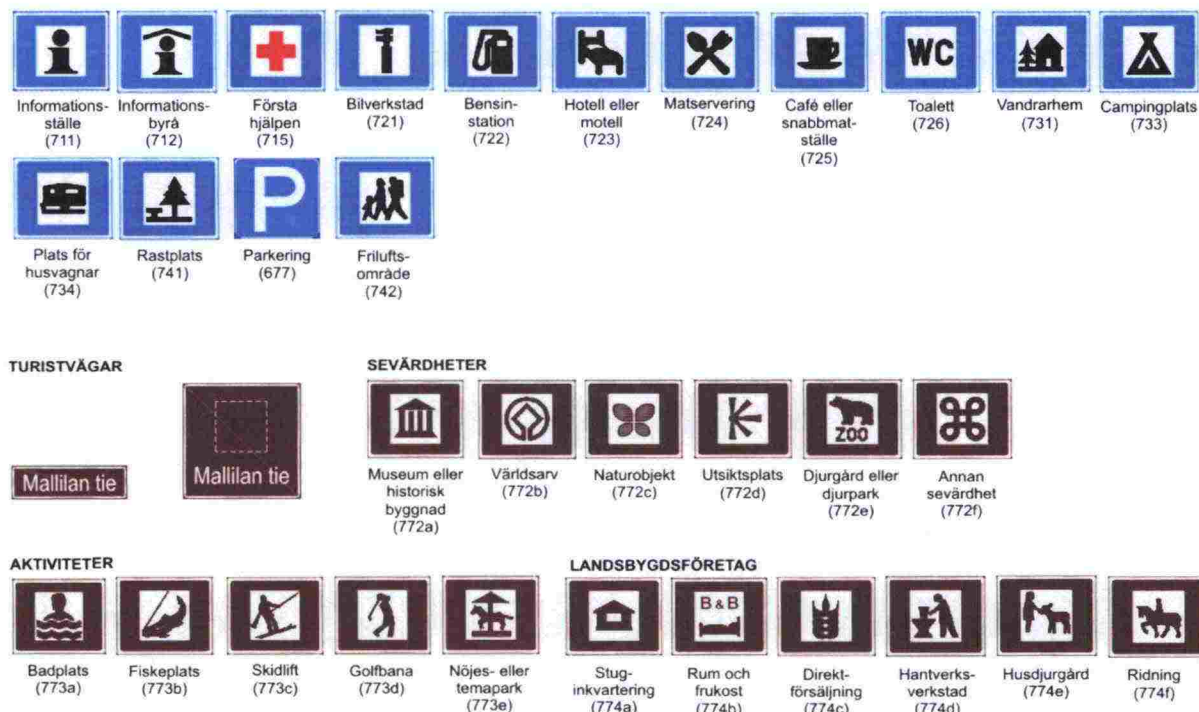 i
i
WC
Informations-
ställe
(711)
Informations-
byrå
(712)
Första
hjälpen
(715)
Bilverkstad
(721)
Bensin-
station
(722)
Hotell eller
motell
(723)
Matservering
(724)
Café eller
snabbmat-
ställe
(725)
Toalett
(726)
Vandrarhem
(731)
Campingplats
(733)
P
Plats för
husvagnar
(734)
Rastplats
(741)
Parkering
(677)
Frilufts-
område
(742)
TURISTVÄGAR
Mallilan tie
Mallilan tie
SEVÄRDHETER
ZOO
Museum eller
historisk
byggnad
(772a)
Världsarv
(772b)
Naturobjekt
(772c)
Utsiktsplats
(772d)
Djurgård eller
djurpark
(772e)
Annan
sevärdhet
(772f)
AKTIVITETER
Badplats
(773a)
Fiskeplats
(773b)
Skidlift
(773c)
Golfbana
(773d)
Nöjes- eller
temapark
(773e)
LANDSBYGDSFÖRETAG
B & B
Stug-
inkvartering
(774a)
Rum och
frukost
(774b)
Direkt-
försäljning
(774c)
Hantverks-
verkstad
(774d)
Husdjurgård
(774e)
Ridning
(774f)